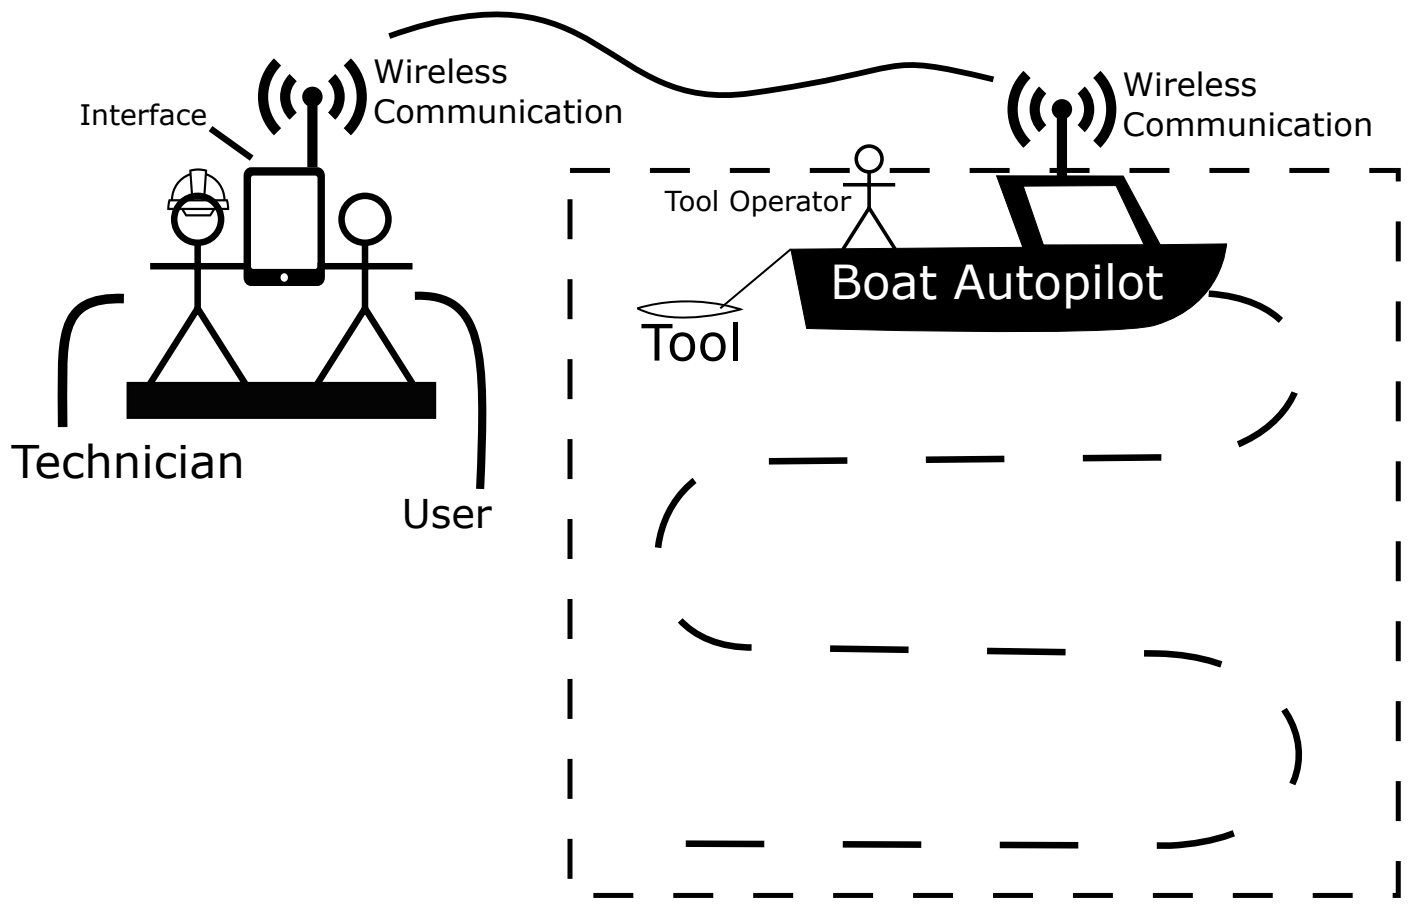 Wireless
Communication
Interface
Wireless
Communication
Tool Operator
Boat Autopilot
Tool
Technician
User